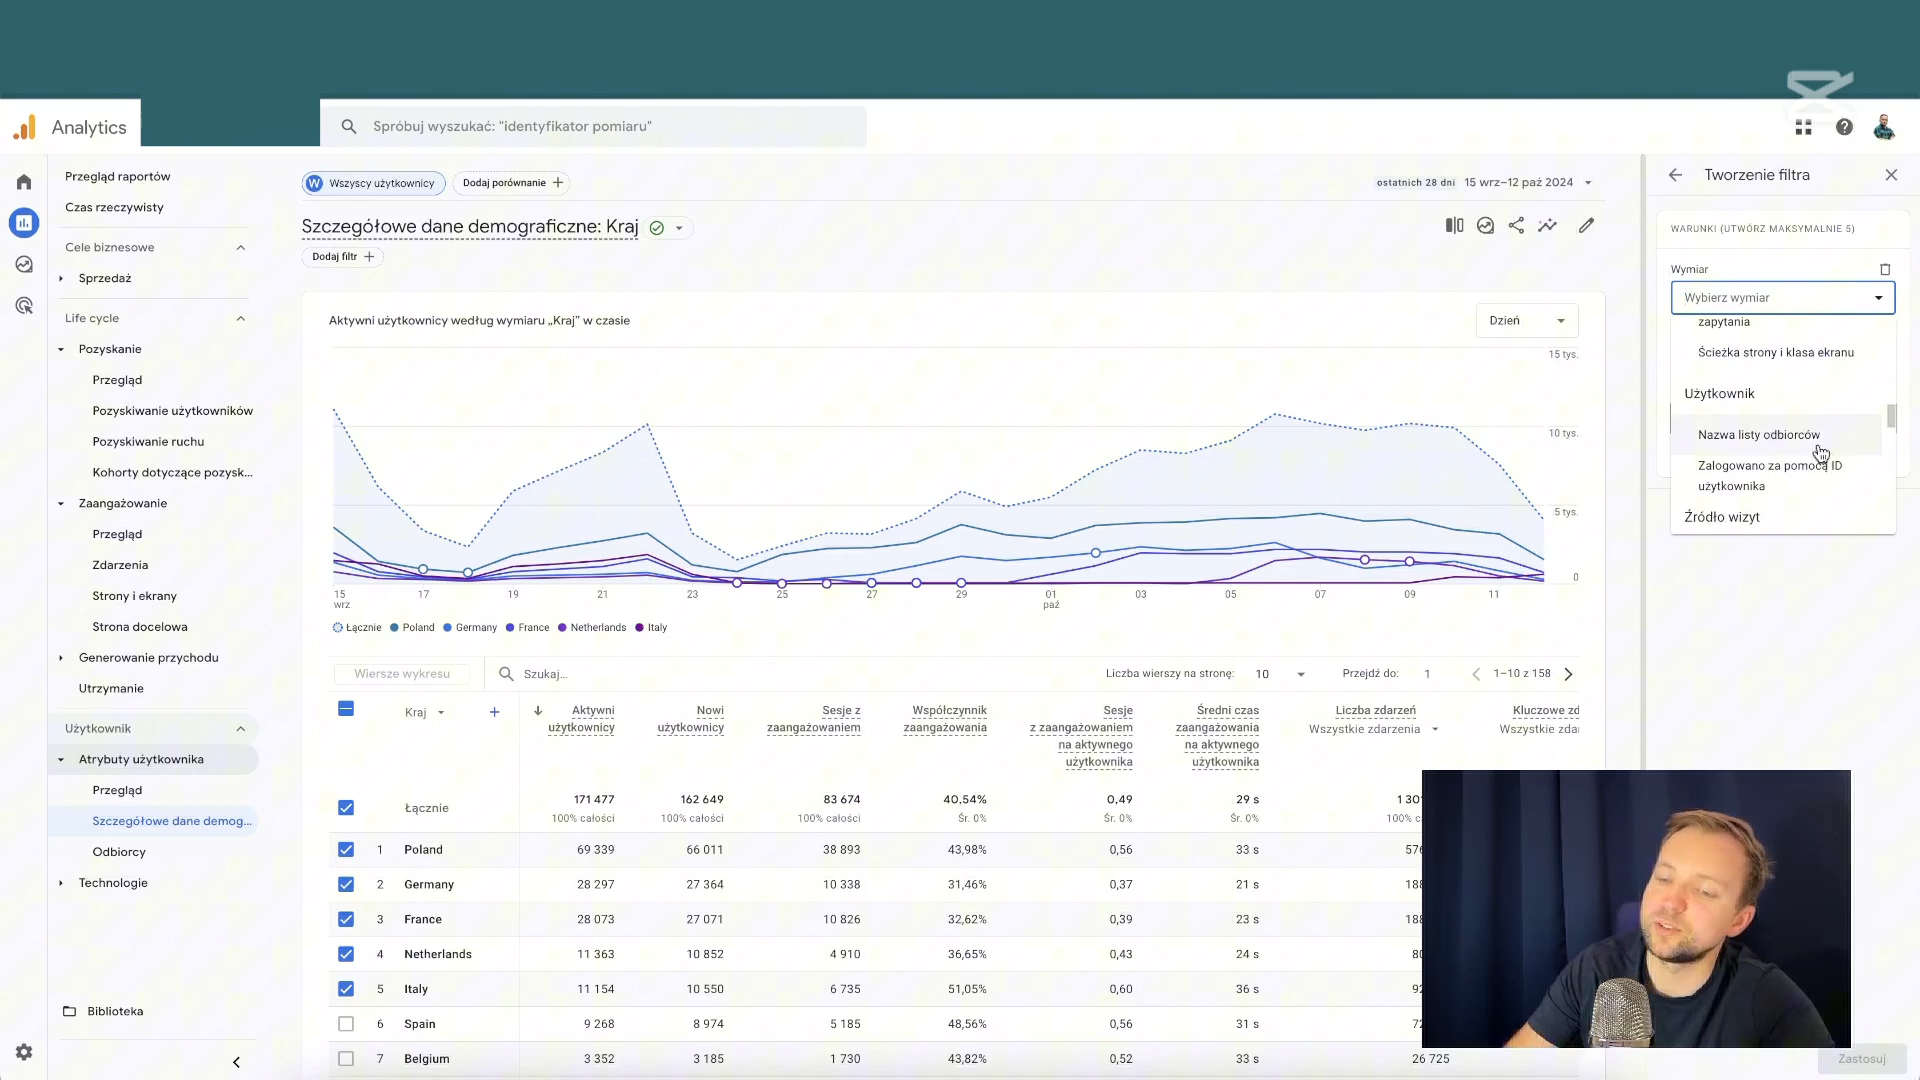 Analytics
Spróbuj wyszukać: "identyfikator pomiaru"
Przegląd raportów
Czas rzeczywisty
Cele biznesowe
Sprzedaż
Life cycle
Pozyskanie
Przegląd
Pozyskiwanie użytkowników
Pozyskiwanie ruchu
Kohorty dotyczące pozysk...
Zaangażowanie
Przegląd
Zdarzenia
Strony i ekrany
Strona docelowa
Generowanie przychodu
Utrzymanie
Użytkownik
Atrybuty użytkownika
Przegląd
Szczegółowe dane demog...
Odbiorcy
Technologie
Biblioteka
W Wszyscy użytkownicy
Dodaj porównanie
ostatnich 28 dni 15 wrz–12 paź 2024
Szczegółowe dane demograficzne: Kraj
Dodaj filtr
Aktywni użytkownicy według wymiaru „Kraj” w czasie
Dzień
15 tys.
10 tys.
5 tys.
0
15 17 19 21 23 25 27 29 01 03 05 07 09 11
wrz paź
Łącznie Poland Germany France Netherlands Italy
Wiersze wykresu
Szukaj...
Liczba wierszy na stronę: 10
Przejdź do: 1
1–10 z 158
Kraj
Aktywni użytkownicy
Nowi użytkownicy
Sesje z zaangażowaniem
Współczynnik zaangażowania
Sesje z zaangażowaniem na aktywnego użytkownika
Średni czas zaangażowania na aktywnego użytkownika
Liczba zdarzeń
Wszystkie zdarzenia
Kluczowe zd
Wszystkie zda
Łącznie 171 477 162 649 83 674 40,54% 0,49 29 s 1 30
100% całości 100% całości 100% całości Śr. 0% Śr. 0% Śr. 0% 100% c
1 Poland 69 339 66 011 38 893 43,98% 0,56 33 s 576
2 Germany 28 297 27 364 10 338 31,46% 0,37 21 s 188
3 France 28 073 27 071 10 826 32,62% 0,39 23 s 188
4 Netherlands 11 363 10 852 4 910 36,65% 0,43 24 s 80
5 Italy 11 154 10 550 6 735 51,05% 0,60 36 s 92
6 Spain 9 268 8 974 5 185 48,56% 0,56 31 s 72
7 Belgium 3 352 3 185 1 730 43,82% 0,52 33 s 26 725
Tworzenie filtra
WARUNKI (UTWÓRZ MAKSYMALNIE 5)
Wymiar
Wybierz wymiar
zapytania
Ścieżka strony i klasa ekranu
Użytkownik
Nazwa listy odbiorców
Zalogowano za pomocą ID
użytkownika
Źródło wizyt
Zastosuj